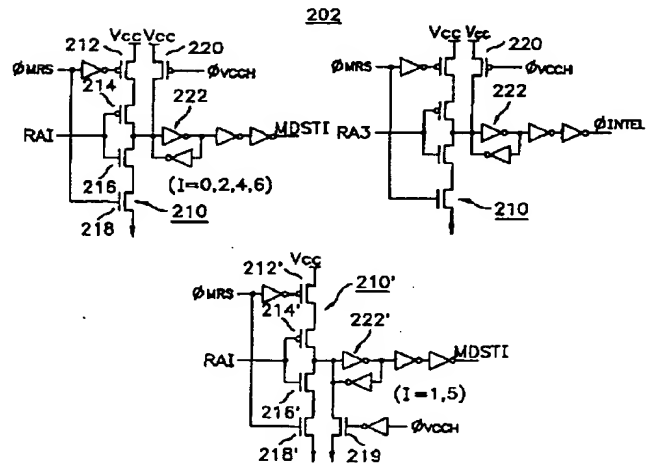 202
Vcc Vcc
212
220
ØMRS
ØVCCH
214
222
RAI
MDSTI
216
(I=0,2,4,6)
218
210
Vcc Vcc
220
ØMRS
ØVCCH
222
RA3
ØINTEL
210
Vcc
212'
ØMRS
210'
214'
222'
RAI
MDSTI
(I=1,5)
216'
218'
219
ØVCCH